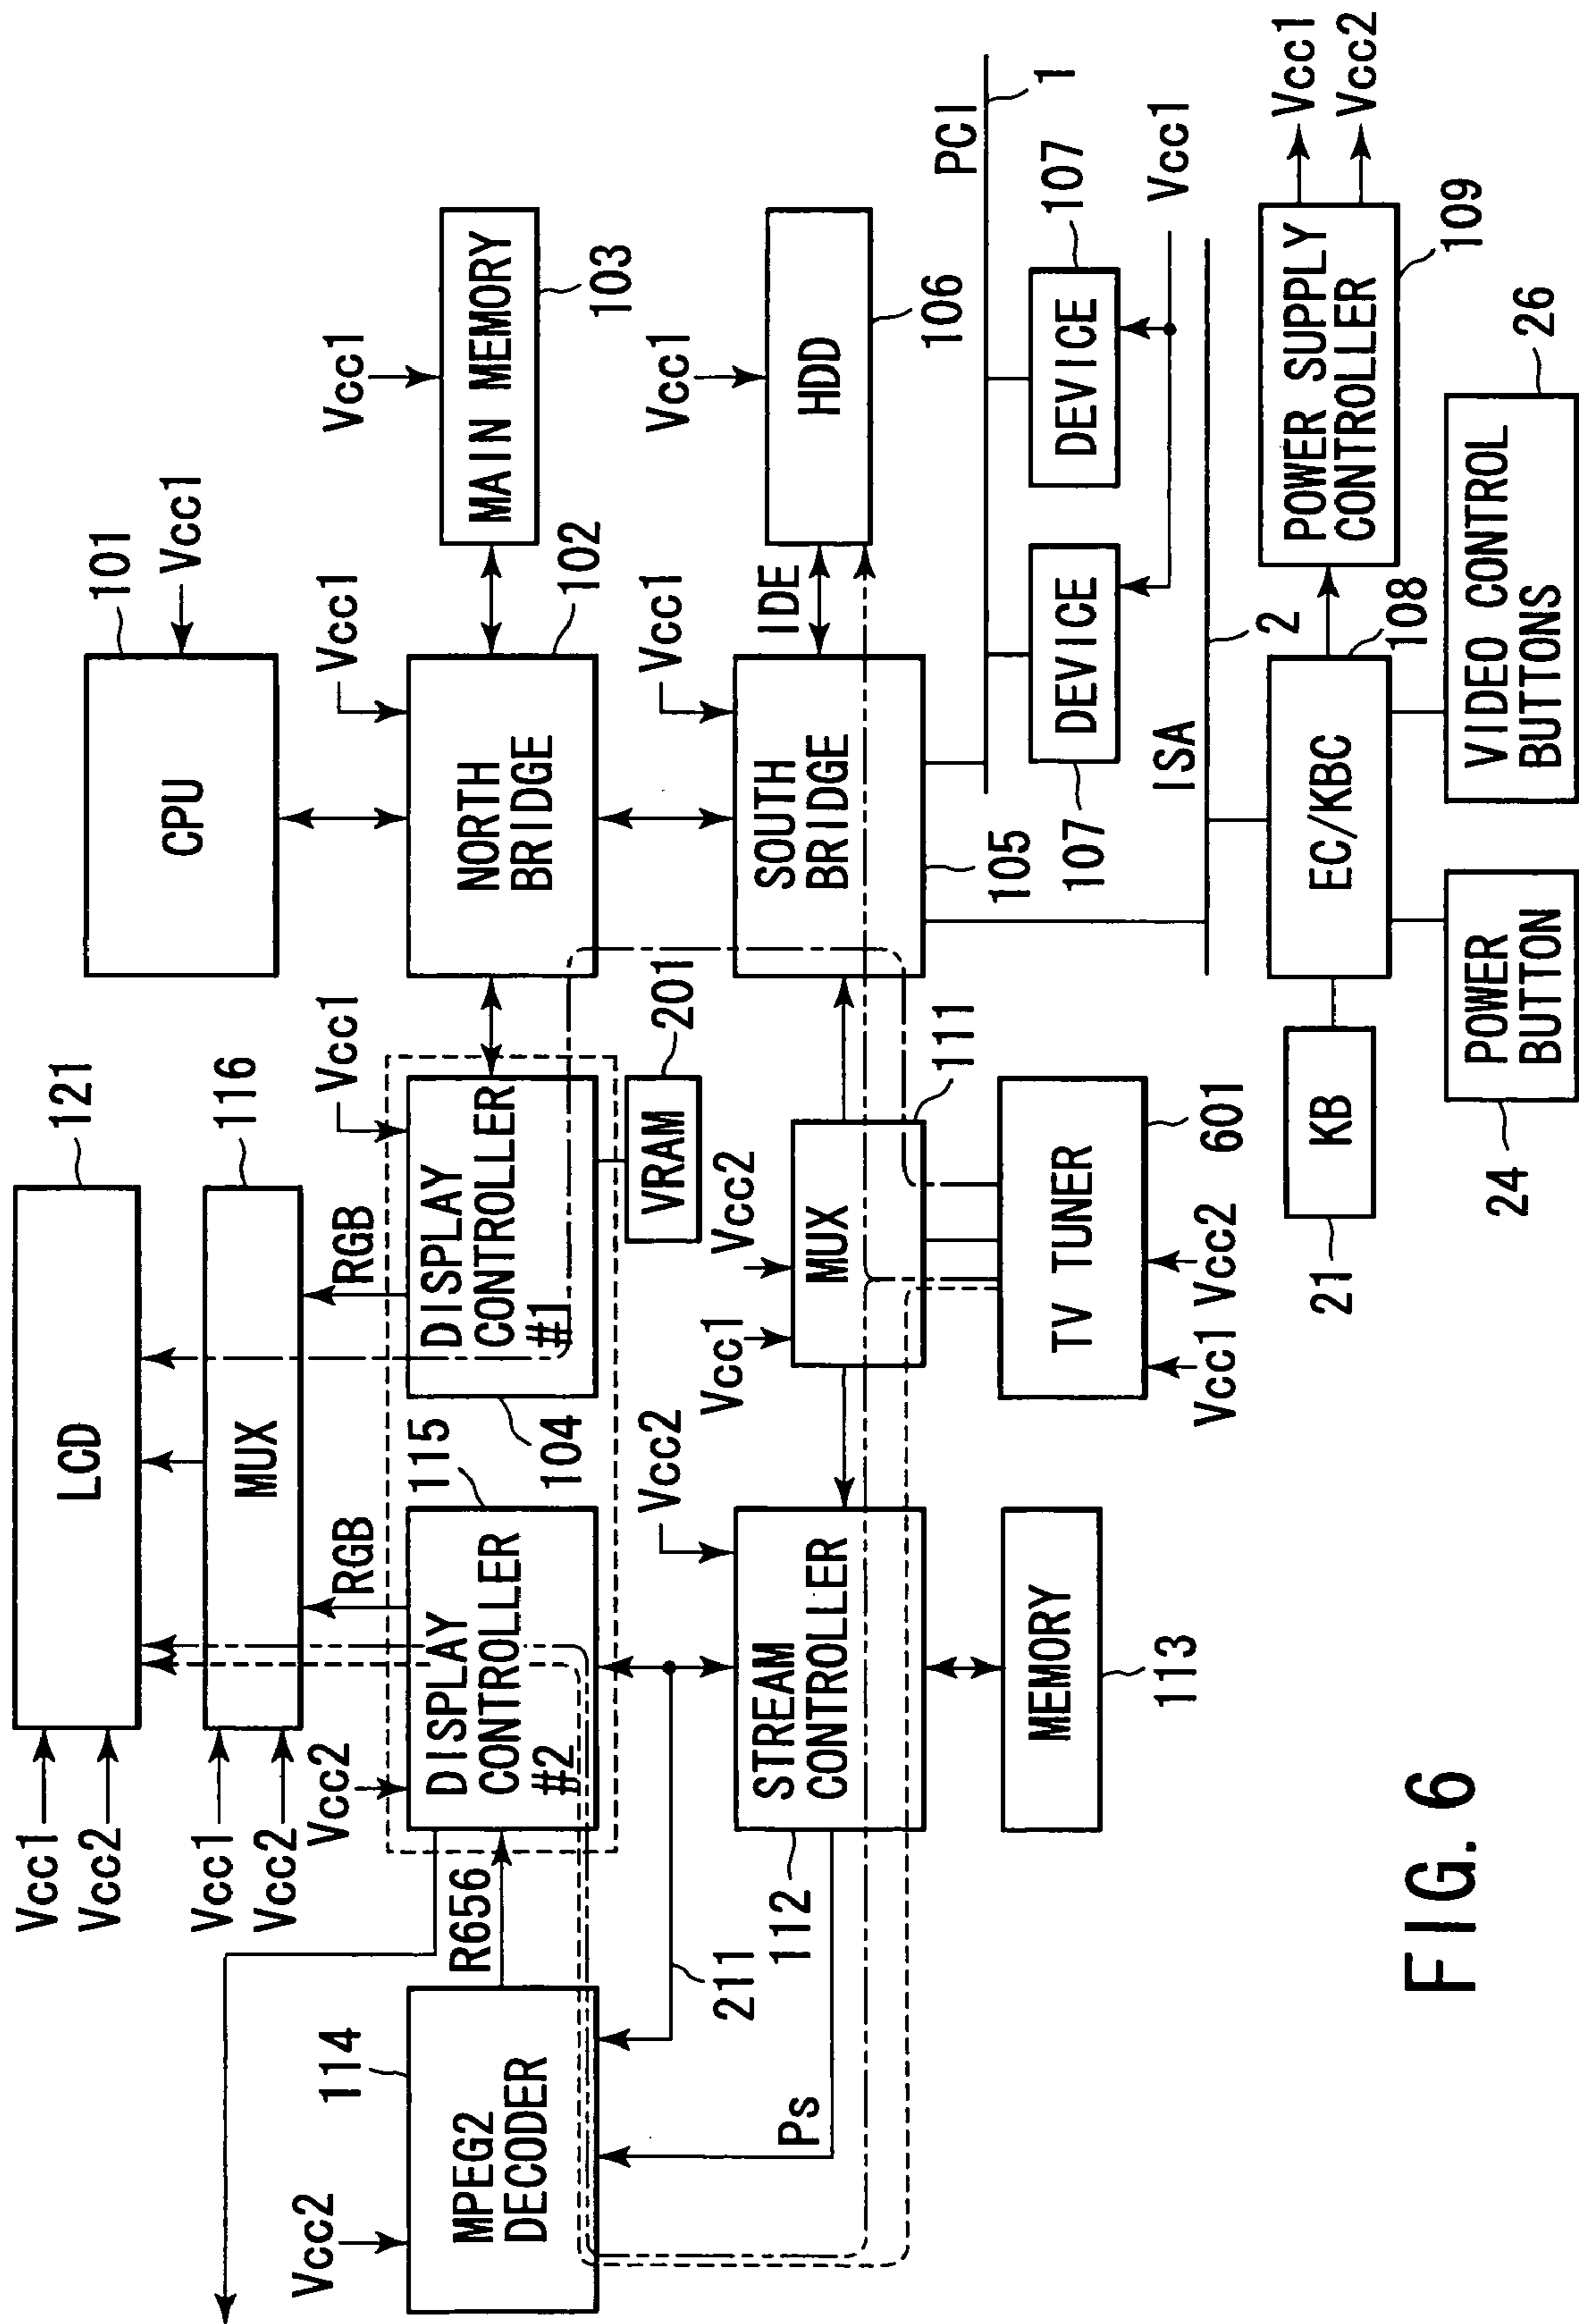 121
LCD
Vcc1
Vcc2
116
MUX
Vcc1
Vcc2
RGB
RGB
101
CPU
Vcc1
114
MPEG2
DECODER
Vcc2
R656
115
DISPLAY
CONTROLLER
#2
Vcc2
104
DISPLAY
CONTROLLER
#1
Vcc1
VRAM
201
NORTH
BRIDGE
Vcc1
102
MAIN MEMORY
Vcc1
103
211
Ps
112
STREAM
CONTROLLER
Vcc2
MEMORY
113
MUX
Vcc1
Vcc2
111
TV TUNER
601
Vcc1
Vcc2
SOUTH
BRIDGE
Vcc1
105
IDE
HDD
Vcc1
106
PCI
1
DEVICE
107
DEVICE
107
Vcc1
ISA
2
KB
21
EC/KBC
108
POWER SUPPLY
CONTROLLER
109
Vcc1
Vcc2
POWER
BUTTON
24
VIDEO CONTROL
BUTTONS
26
FIG. 6